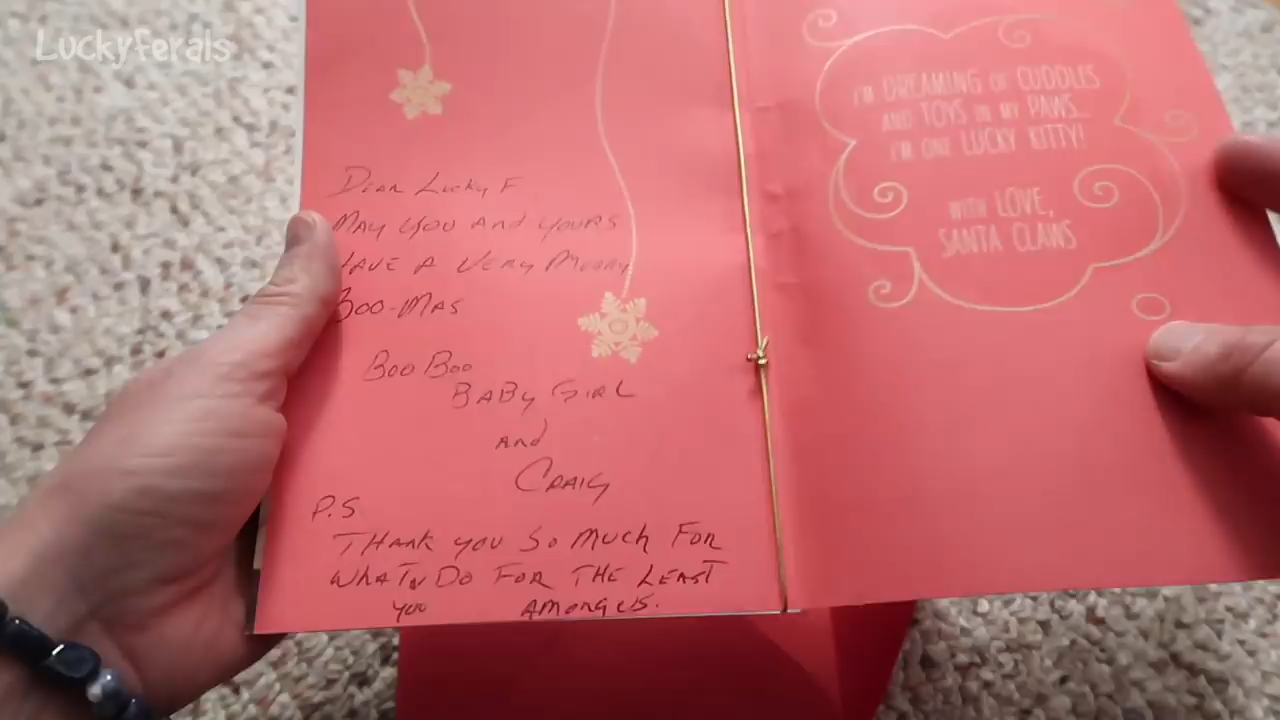 Luckyferals
DEAR Lucky F
MAY YOU And YOURS
HAVE A VERY MERRY
BOO-MAS
BOO BOO
BABY GIRL
and
CRAIG
P.S
THANK YOU SO MUCH FOR
WHAT DO FOR THE LEAST
YOU AMONG US.
I'M DREAMING OF CUDDLES
AND TOYS IN MY PAWS...
I'M ONE LUCKY KITTY!
WITH LOVE,
SANTA CLAWS